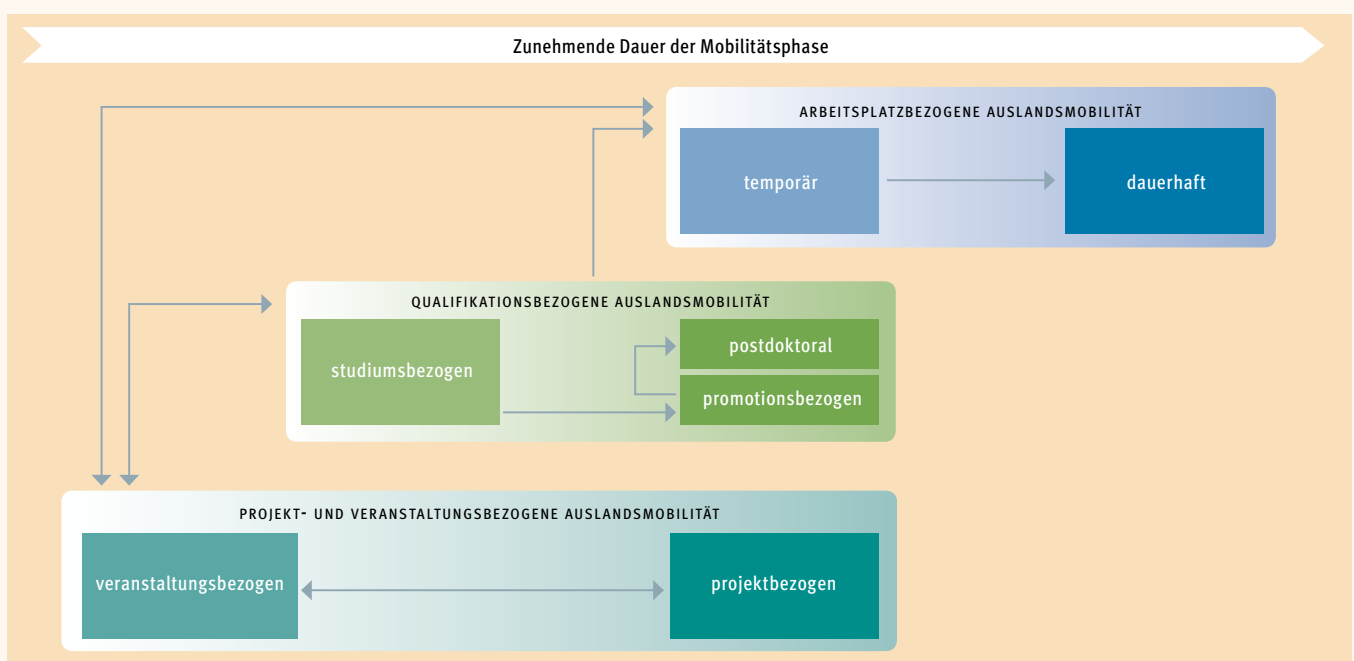 Zunehmende Dauer der Mobilitätsphase
ARBEITSPLATZBEZOGENE AUSLANDSMOBILITÄT
temporär
dauerhaft
QUALIFIKATIONSBEZOGENE AUSLANDSMOBILITÄT
studiumsbezogen
postdoktoral
promotionsbezogen
PROJEKT- UND VERANSTALTUNGSBEZOGENE AUSLANDSMOBILITÄT
veranstaltungsbezogen
projektbezogen